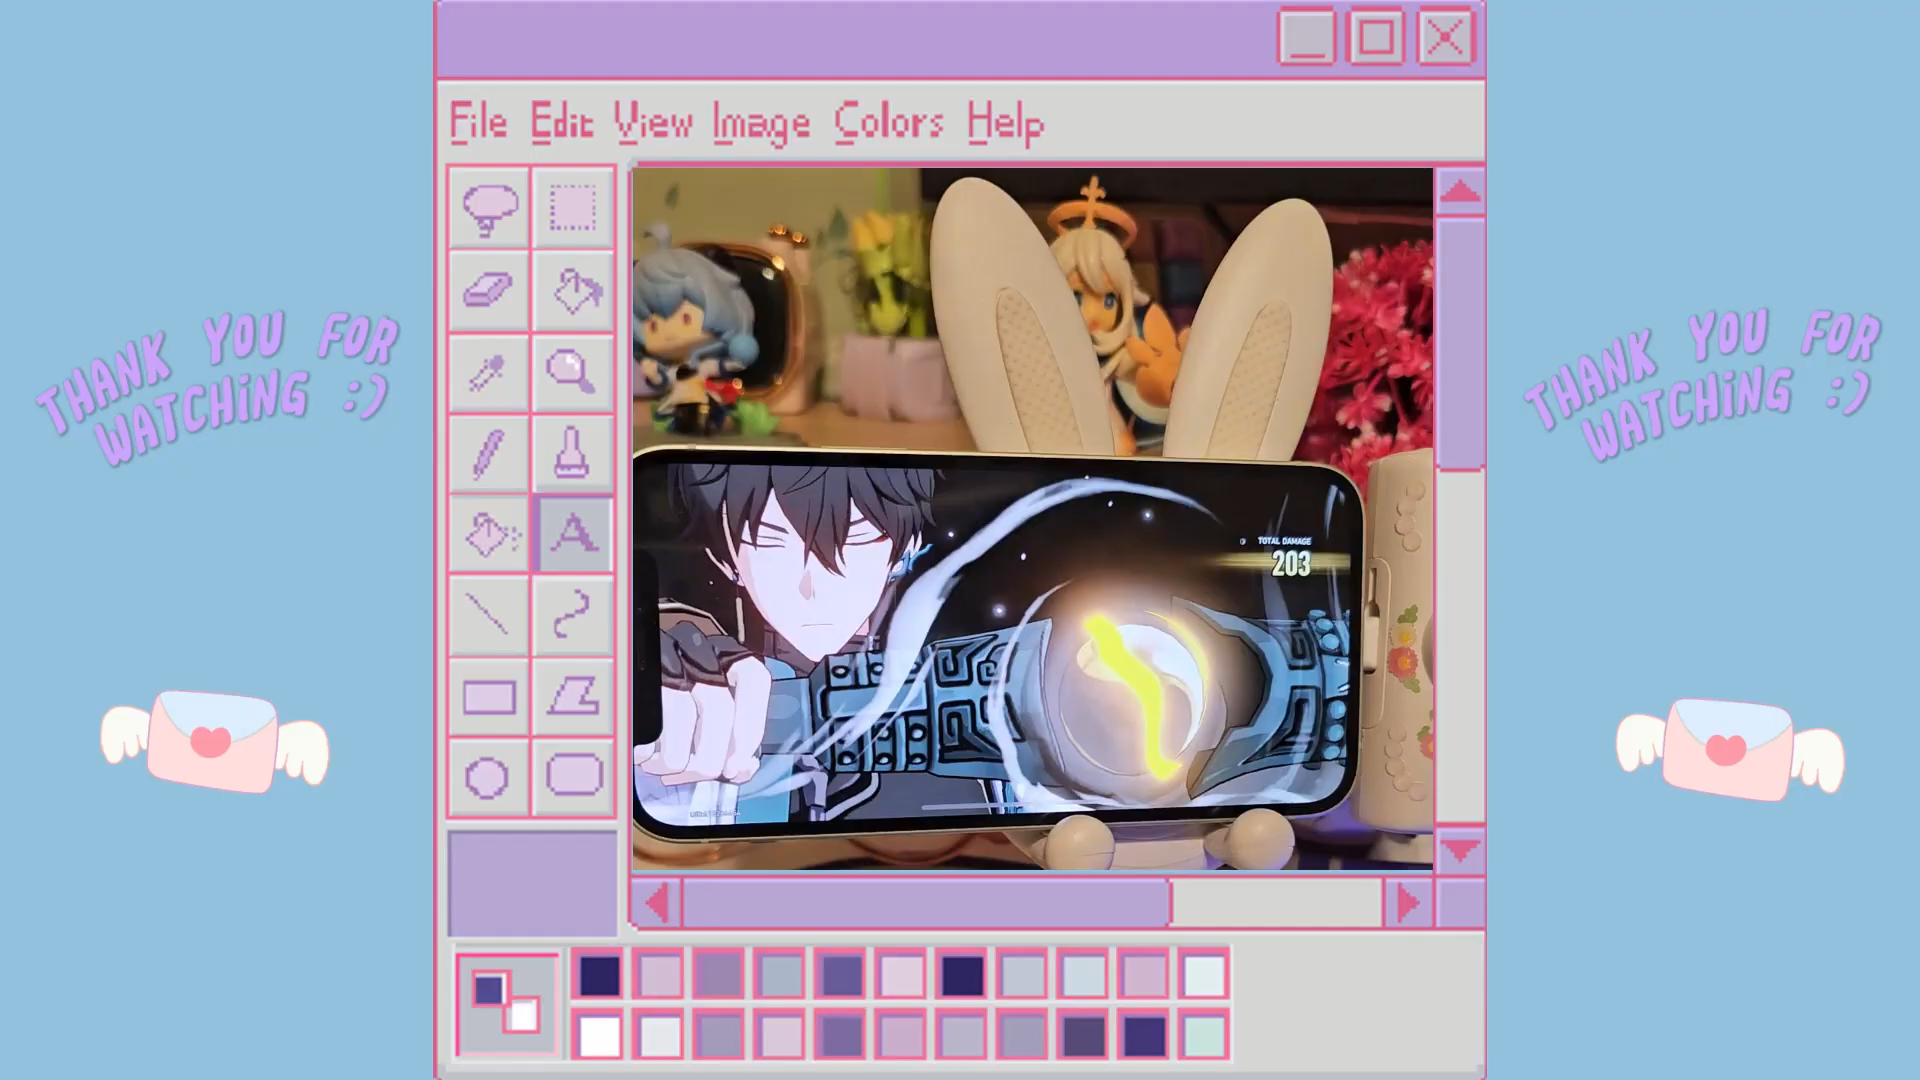 File Edit View Image Colors Help
THANK YOU FOR
WATCHiNG :)
THANK YOU FOR
WATCHiNG :)
A
TOTAL DAMAGE
203